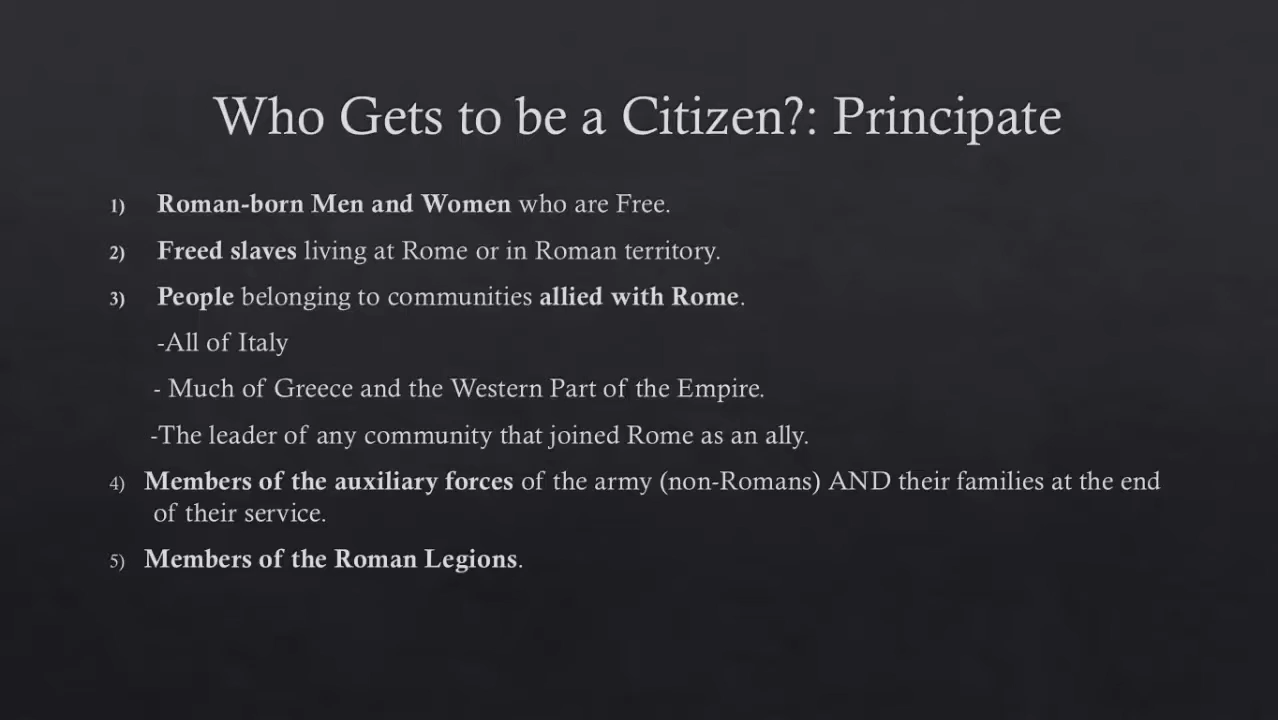 Who Gets to be a Citizen?: Principate
1) Roman-born Men and Women who are Free.
2) Freed slaves living at Rome or in Roman territory.
3) People belonging to communities allied with Rome.
-All of Italy
- Much of Greece and the Western Part of the Empire.
-The leader of any community that joined Rome as an ally.
4) Members of the auxiliary forces of the army (non-Romans) AND their families at the end
of their service.
5) Members of the Roman Legions.